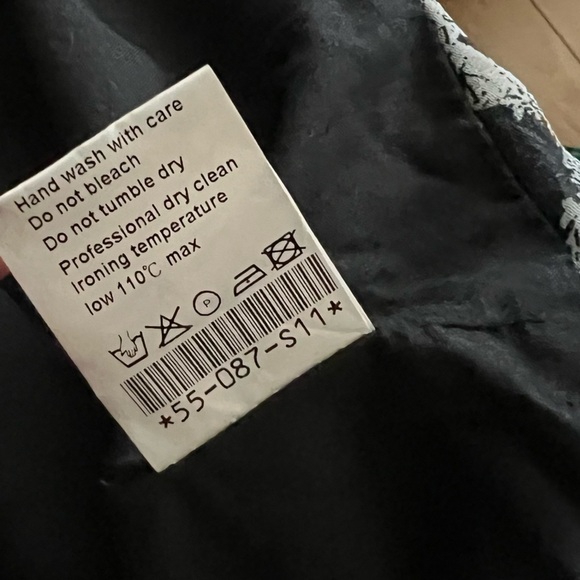 Hand wash with care
Do not bleach
Do not tumble dry
Professional dry clean
Ironing temperature
low 110℃ max
P
*55-087-S11*